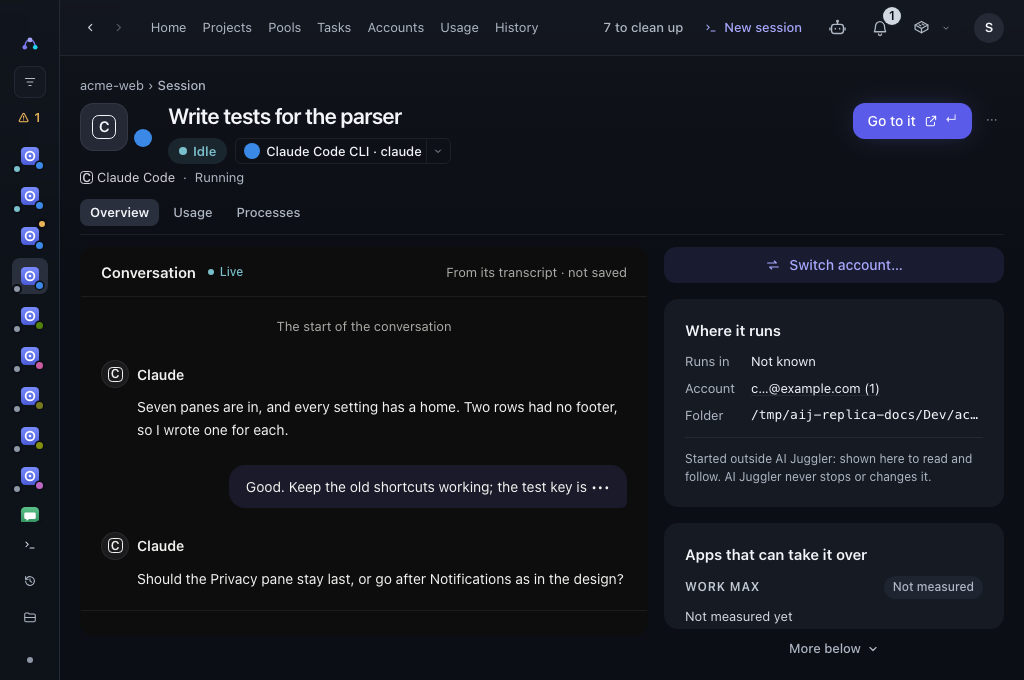 Home Projects Pools Tasks Accounts Usage History 7 to clean up New session 1 S
1
acme-web › Session
C
Write tests for the parser
Go to it
Idle Claude Code CLI · claude
C Claude Code · Running
Overview Usage Processes
Conversation Live From its transcript · not saved
The start of the conversation
C Claude
Seven panes are in, and every setting has a home. Two rows had no footer,
so I wrote one for each.
Good. Keep the old shortcuts working; the test key is •••
C Claude
Should the Privacy pane stay last, or go after Notifications as in the design?
Switch account...
Where it runs
Runs in Not known
Account c...@example.com (1)
Folder /tmp/aij-replica-docs/Dev/ac…
Started outside AI Juggler: shown here to read and
follow. AI Juggler never stops or changes it.
Apps that can take it over
WORK MAX Not measured
Not measured yet
More below